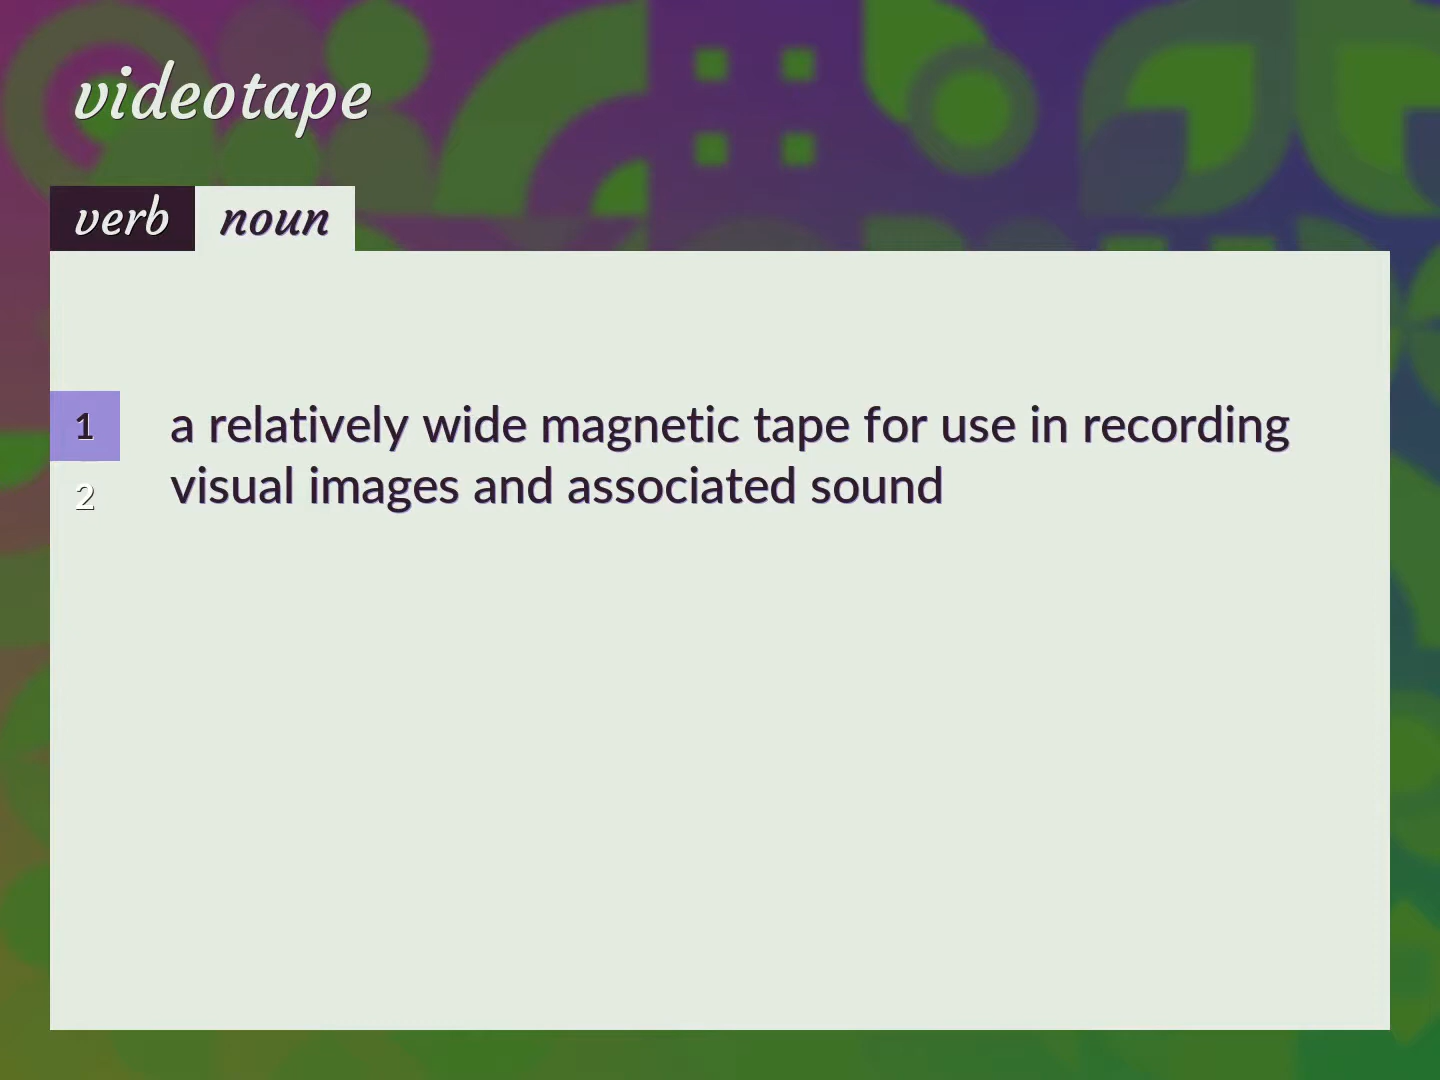 videotape
verb noun
1 a relatively wide magnetic tape for use in recording
2 visual images and associated sound